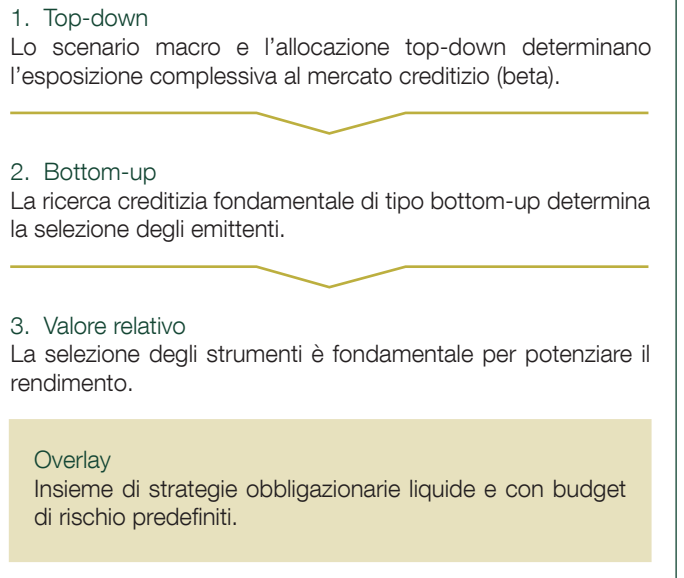 1. Top-down
Lo scenario macro e l’allocazione top-down determinano
l’esposizione complessiva al mercato creditizio (beta).
2. Bottom-up
La ricerca creditizia fondamentale di tipo bottom-up determina
la selezione degli emittenti.
3. Valore relativo
La selezione degli strumenti è fondamentale per potenziare il
rendimento.
Overlay
Insieme di strategie obbligazionarie liquide e con budget
di rischio predefiniti.